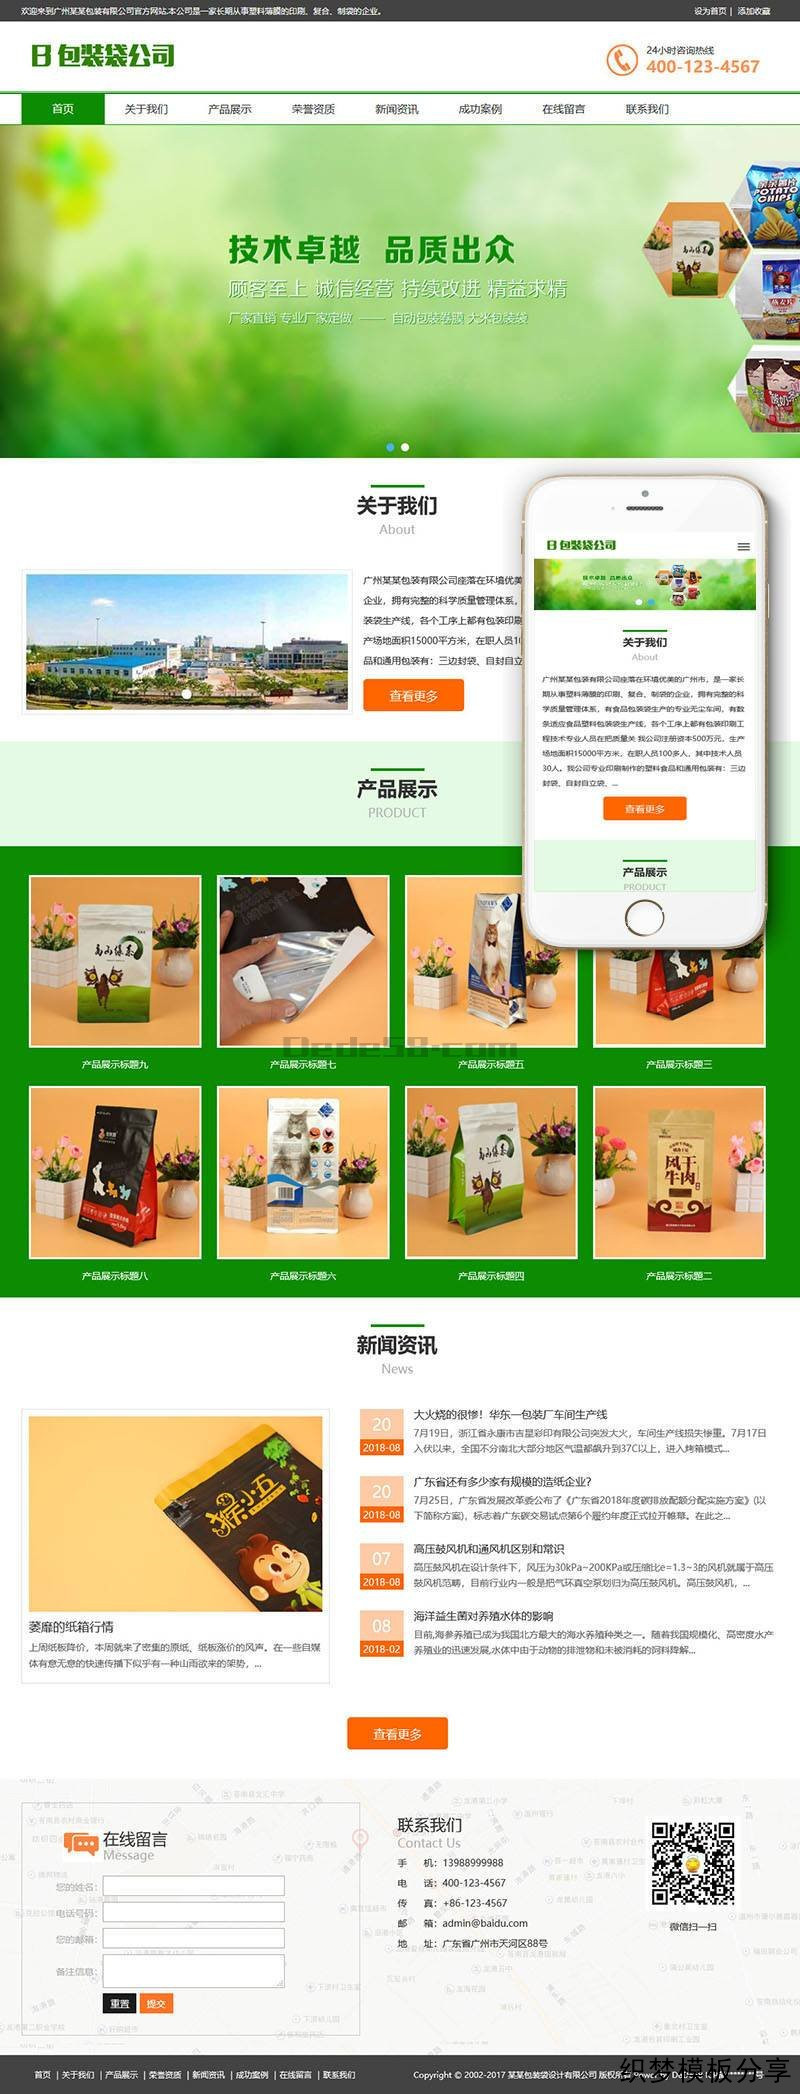 欢迎来到广州某某包装有限公司官方网站,本公司是一家长期从事塑料薄膜的印刷、复合、制袋的企业。
设为首页 | 添加收藏
包装袋公司
24小时咨询热线
400-123-4567
首页 关于我们 产品展示 荣誉资质 新闻资讯 成功案例 在线留言 联系我们
技术卓越 品质出众
顾客至上 诚信经营 持续改进 精益求精
厂家直销 专业厂家定做 —— 自动包装卷膜 大米包装袋
POTATO CHIPS
关于我们
About
广州某某包装有限公司座落在环境优美
企业，拥有完整的科学质量管理体系，
装袋生产线，各个工序上都有包装印刷
产场地面积15000平方米，在职人员10
品和通用包装有：三边封袋、自封自立
查看更多
包装袋公司
技术卓越 品质出众
关于我们
About
广州某某包装有限公司座落在环境优美的广州市，是一家长
期从事塑料薄膜的印刷、复合、制袋的企业，拥有完整的科
学质量管理体系，有食品包装袋生产的专业无尘车间，有数
条适应食品塑料包装袋生产线，各个工序上都有包装印刷工
程技术专业人员在把质量关 我公司注册资本500万元，生产
场地面积15000平方米，在职人员100多人，其中技术人员
30人。我公司专业印刷制作的塑料食品和通用包装有：三边
封袋、自封自立袋、...
查看更多
产品展示
PRODUCT
产品展示
PRODUCT
高山绿茶
Dede58.com
产品展示标题九 产品展示标题七 产品展示标题五 产品展示标题三
高山绿茶
风干牛肉
产品展示标题八 产品展示标题六 产品展示标题四 产品展示标题二
新闻资讯
News
猴小五
萎靡的纸箱行情
上周纸板降价，本周就来了密集的原纸、纸板涨价的风声。在一些自媒
体有意无意的快速传播下似乎有一种山雨欲来的架势，...
20
2018-08
大火烧的很惨！华东一包装厂车间生产线
7月19日，浙江省永康市吉星彩印有限公司突发大火，车间生产线损失惨重。7月17日
入伏以来，全国不分南北大部分地区气温都飙升到37C以上，进入烤箱模式...
20
2018-08
广东省还有多少家有规模的造纸企业?
7月25日，广东省发展改革委公布了《广东省2018年度碳排放配额分配实施方案》(以
下简称方案)，标志着广东碳交易试点第6个履约年度正式拉开帷幕。在此之...
07
2018-08
高压鼓风机和通风机区别和常识
高压鼓风机在设计条件下，风压为30kPa~200KPa或压缩比e=1.3~3的风机就属于高压
鼓风机范畴，目前行业内一般是把气环真空泵划归为高压鼓风机。高压鼓风机，...
08
2018-02
海洋益生菌对养殖水体的影响
目前,海参养殖已成为我国北方最大的海水养殖种类之一。随着我国规模化、高密度水产
养殖业的迅速发展,水体中由于动物的排泄物和未被消耗的饲料降解...
查看更多
在线留言
Message
您的姓名：
电话号码：
您的邮箱：
备注信息：
重置 提交
联系我们
Contact Us
手 机：13988999988
电 话：400-123-4567
传 真：+86-123-4567
邮 箱：admin@baidu.com
地 址：广东省广州市天河区88号
微信扫一扫
首页 | 关于我们 | 产品展示 | 荣誉资质 | 新闻资讯 | 成功案例 | 在线留言 | 联系我们
Copyright © 2002-2017 某某包装袋设计有限公司 版权所有
织梦模板分享